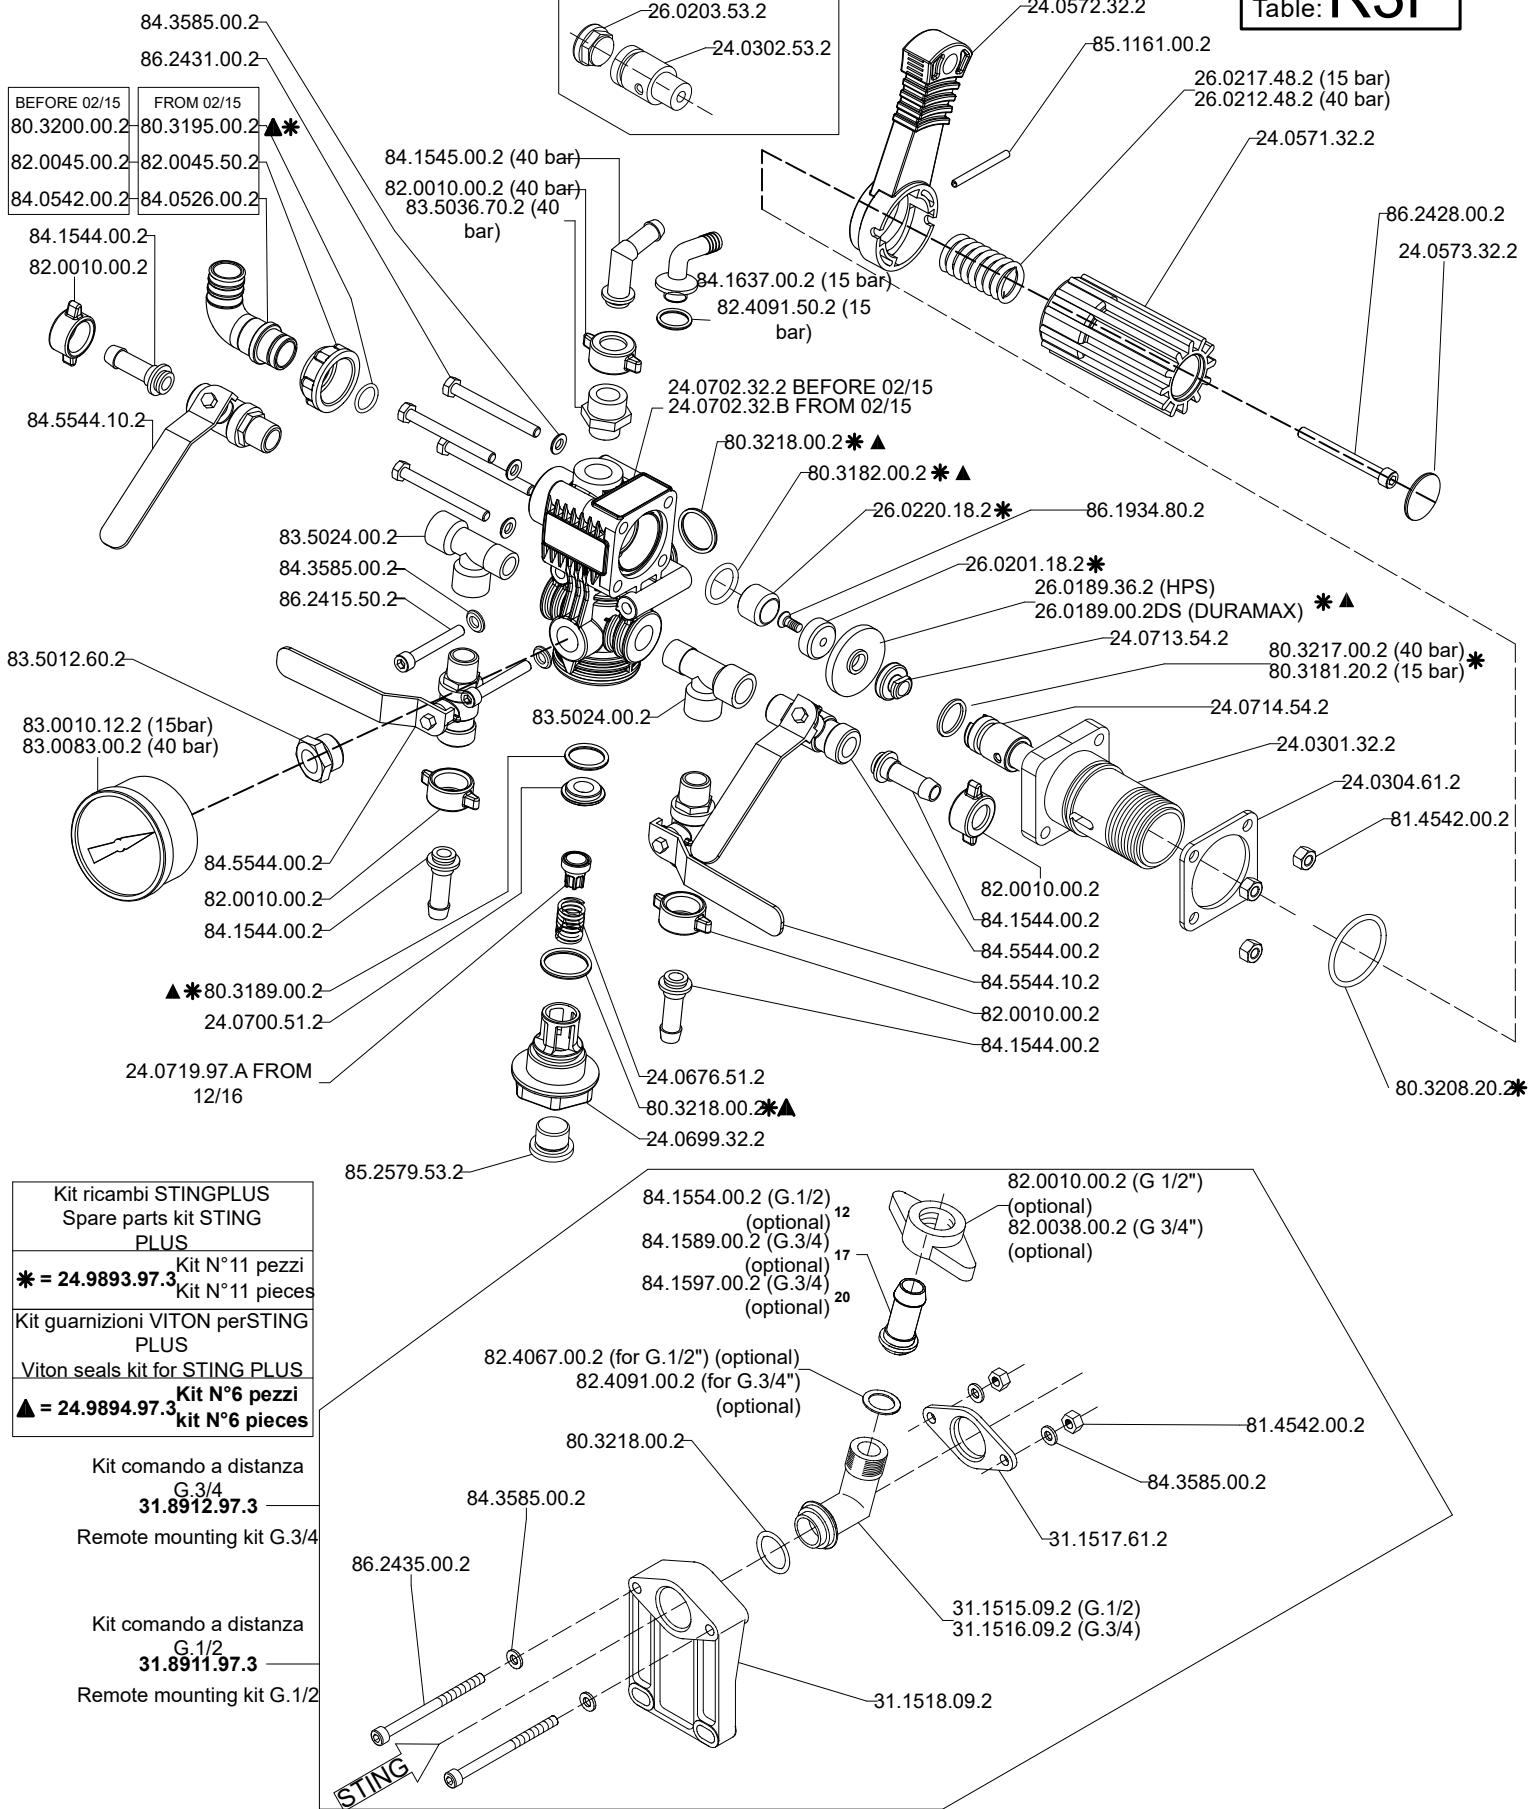 84.3585.00.2
86.2431.00.2
26.0203.53.2
24.0302.53.2
24.0572.32.2
85.1161.00.2
Table:
26.0217.48.2 (15 bar)
26.0212.48.2 (40 bar)
24.0571.32.2
BEFORE 02/15
FROM 02/15
80.3200.00.2
80.3195.00.2 ▲✱
82.0045.00.2
82.0045.50.2
84.0542.00.2
84.0526.00.2
84.1544.00.2
82.0010.00.2
84.5544.10.2
84.1545.00.2 (40 bar)
82.0010.00.2 (40 bar)
83.5036.70.2 (40
bar)
84.1637.00.2 (15 bar)
82.4091.50.2 (15
bar)
86.2428.00.2
24.0573.32.2
24.0702.32.2 BEFORE 02/15
24.0702.32.B FROM 02/15
80.3218.00.2 ✱ ▲
80.3182.00.2 ✱ ▲
26.0220.18.2 ✱
86.1934.80.2
26.0201.18.2 ✱
26.0189.36.2 (HPS)
26.0189.00.2DS (DURAMAX) ✱ ▲
24.0713.54.2
80.3217.00.2 (40 bar)
80.3181.20.2 (15 bar) ✱
24.0714.54.2
24.0301.32.2
24.0304.61.2
81.4542.00.2
83.5024.00.2
84.3585.00.2
86.2415.50.2
83.5012.60.2
83.0010.12.2 (15bar)
83.0083.00.2 (40 bar)
83.5024.00.2
84.5544.00.2
82.0010.00.2
84.1544.00.2
▲✱ 80.3189.00.2
24.0700.51.2
24.0719.97.A FROM
12/16
82.0010.00.2
84.1544.00.2
84.5544.00.2
84.5544.10.2
82.0010.00.2
84.1544.00.2
24.0676.51.2
80.3218.00.2 ✱▲
24.0699.32.2
85.2579.53.2
80.3208.20.2 ✱
Kit ricambi STINGPLUS
Spare parts kit STING
PLUS
✱ = 24.9893.97.3 Kit N°11 pezzi
Kit N°11 pieces
Kit guarnizioni VITON perSTING
PLUS
Viton seals kit for STING PLUS
▲ = 24.9894.97.3 Kit N°6 pezzi
kit N°6 pieces
Kit comando a distanza
G.3/4
31.8912.97.3
Remote mounting kit G.3/4
Kit comando a distanza
G.1/2
31.8911.97.3
Remote mounting kit G.1/2
84.1554.00.2 (G.1/2)
(optional) 12
84.1589.00.2 (G.3/4)
(optional) 17
84.1597.00.2 (G.3/4)
(optional) 20
82.0010.00.2 (G 1/2")
(optional)
82.0038.00.2 (G 3/4")
(optional)
82.4067.00.2 (for G.1/2") (optional)
82.4091.00.2 (for G.3/4")
(optional)
80.3218.00.2
84.3585.00.2
86.2435.00.2
81.4542.00.2
84.3585.00.2
31.1517.61.2
31.1515.09.2 (G.1/2)
31.1516.09.2 (G.3/4)
31.1518.09.2
STING